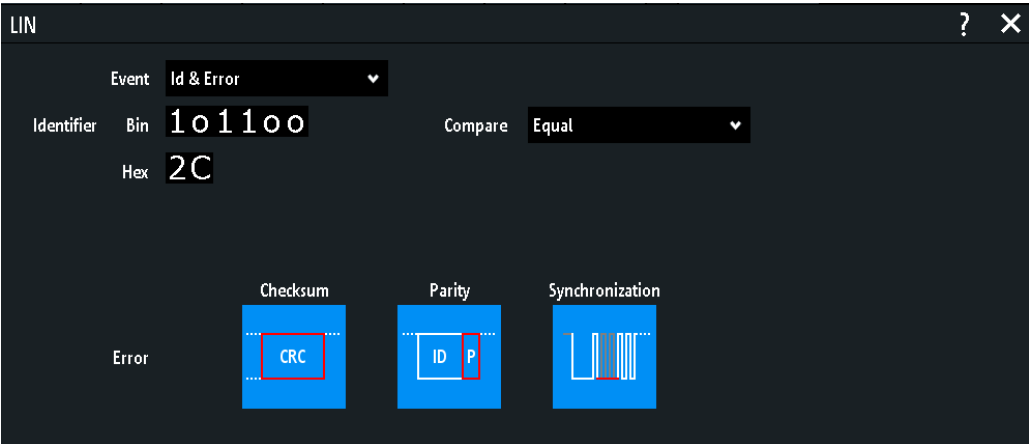 LIN ? ✕
Event Id & Error
Identifier Bin 1o11oo Compare Equal
Hex 2C
Checksum Parity Synchronization
Error CRC ID P